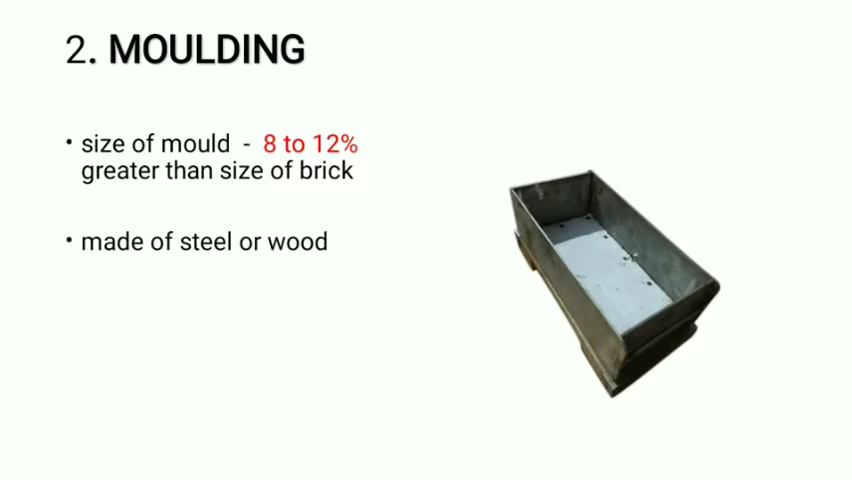 2. MOULDING
• size of mould - 8 to 12%
greater than size of brick
• made of steel or wood